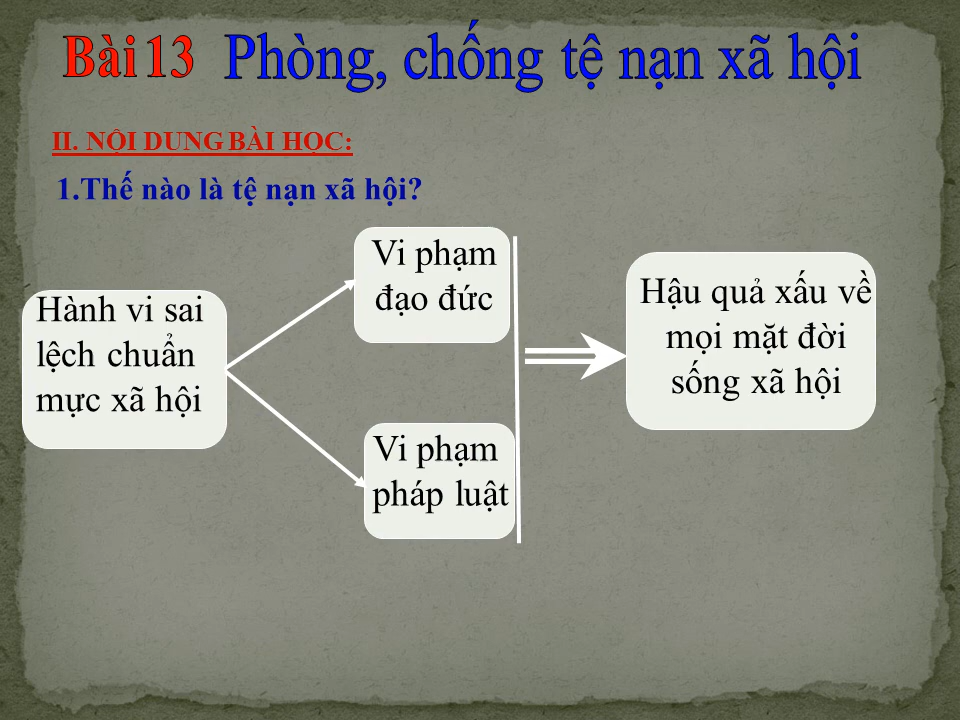 Bài 13 Phòng, chống tệ nạn xã hội
II. NỘI DUNG BÀI HỌC:
1.Thế nào là tệ nạn xã hội?
Hành vi sai
lệch chuẩn
mực xã hội
Vi phạm
đạo đức
Vi phạm
pháp luật
Hậu quả xấu về
mọi mặt đời
sống xã hội